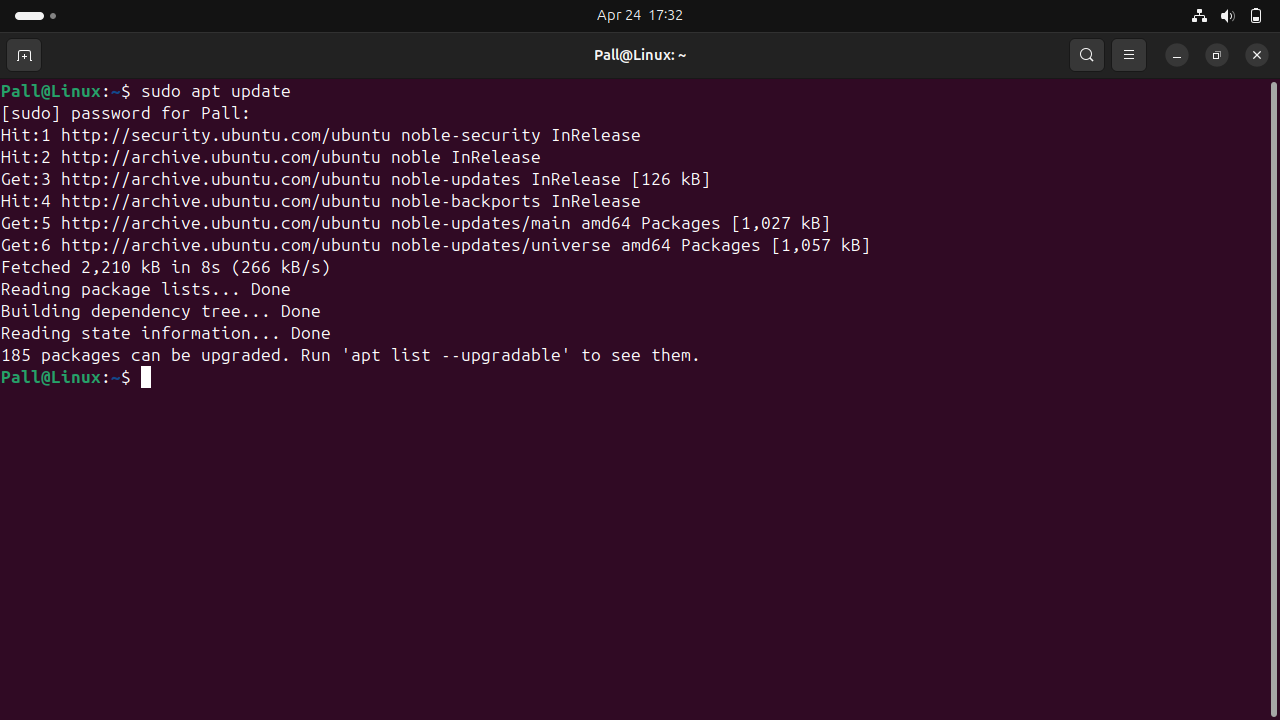 Apr 24 17:32
Pall@Linux: ~
Pall@Linux:~$ sudo apt update
[sudo] password for Pall:
Hit:1 http://security.ubuntu.com/ubuntu noble-security InRelease
Hit:2 http://archive.ubuntu.com/ubuntu noble InRelease
Get:3 http://archive.ubuntu.com/ubuntu noble-updates InRelease [126 kB]
Hit:4 http://archive.ubuntu.com/ubuntu noble-backports InRelease
Get:5 http://archive.ubuntu.com/ubuntu noble-updates/main amd64 Packages [1,027 kB]
Get:6 http://archive.ubuntu.com/ubuntu noble-updates/universe amd64 Packages [1,057 kB]
Fetched 2,210 kB in 8s (266 kB/s)
Reading package lists... Done
Building dependency tree... Done
Reading state information... Done
185 packages can be upgraded. Run 'apt list --upgradable' to see them.
Pall@Linux:~$